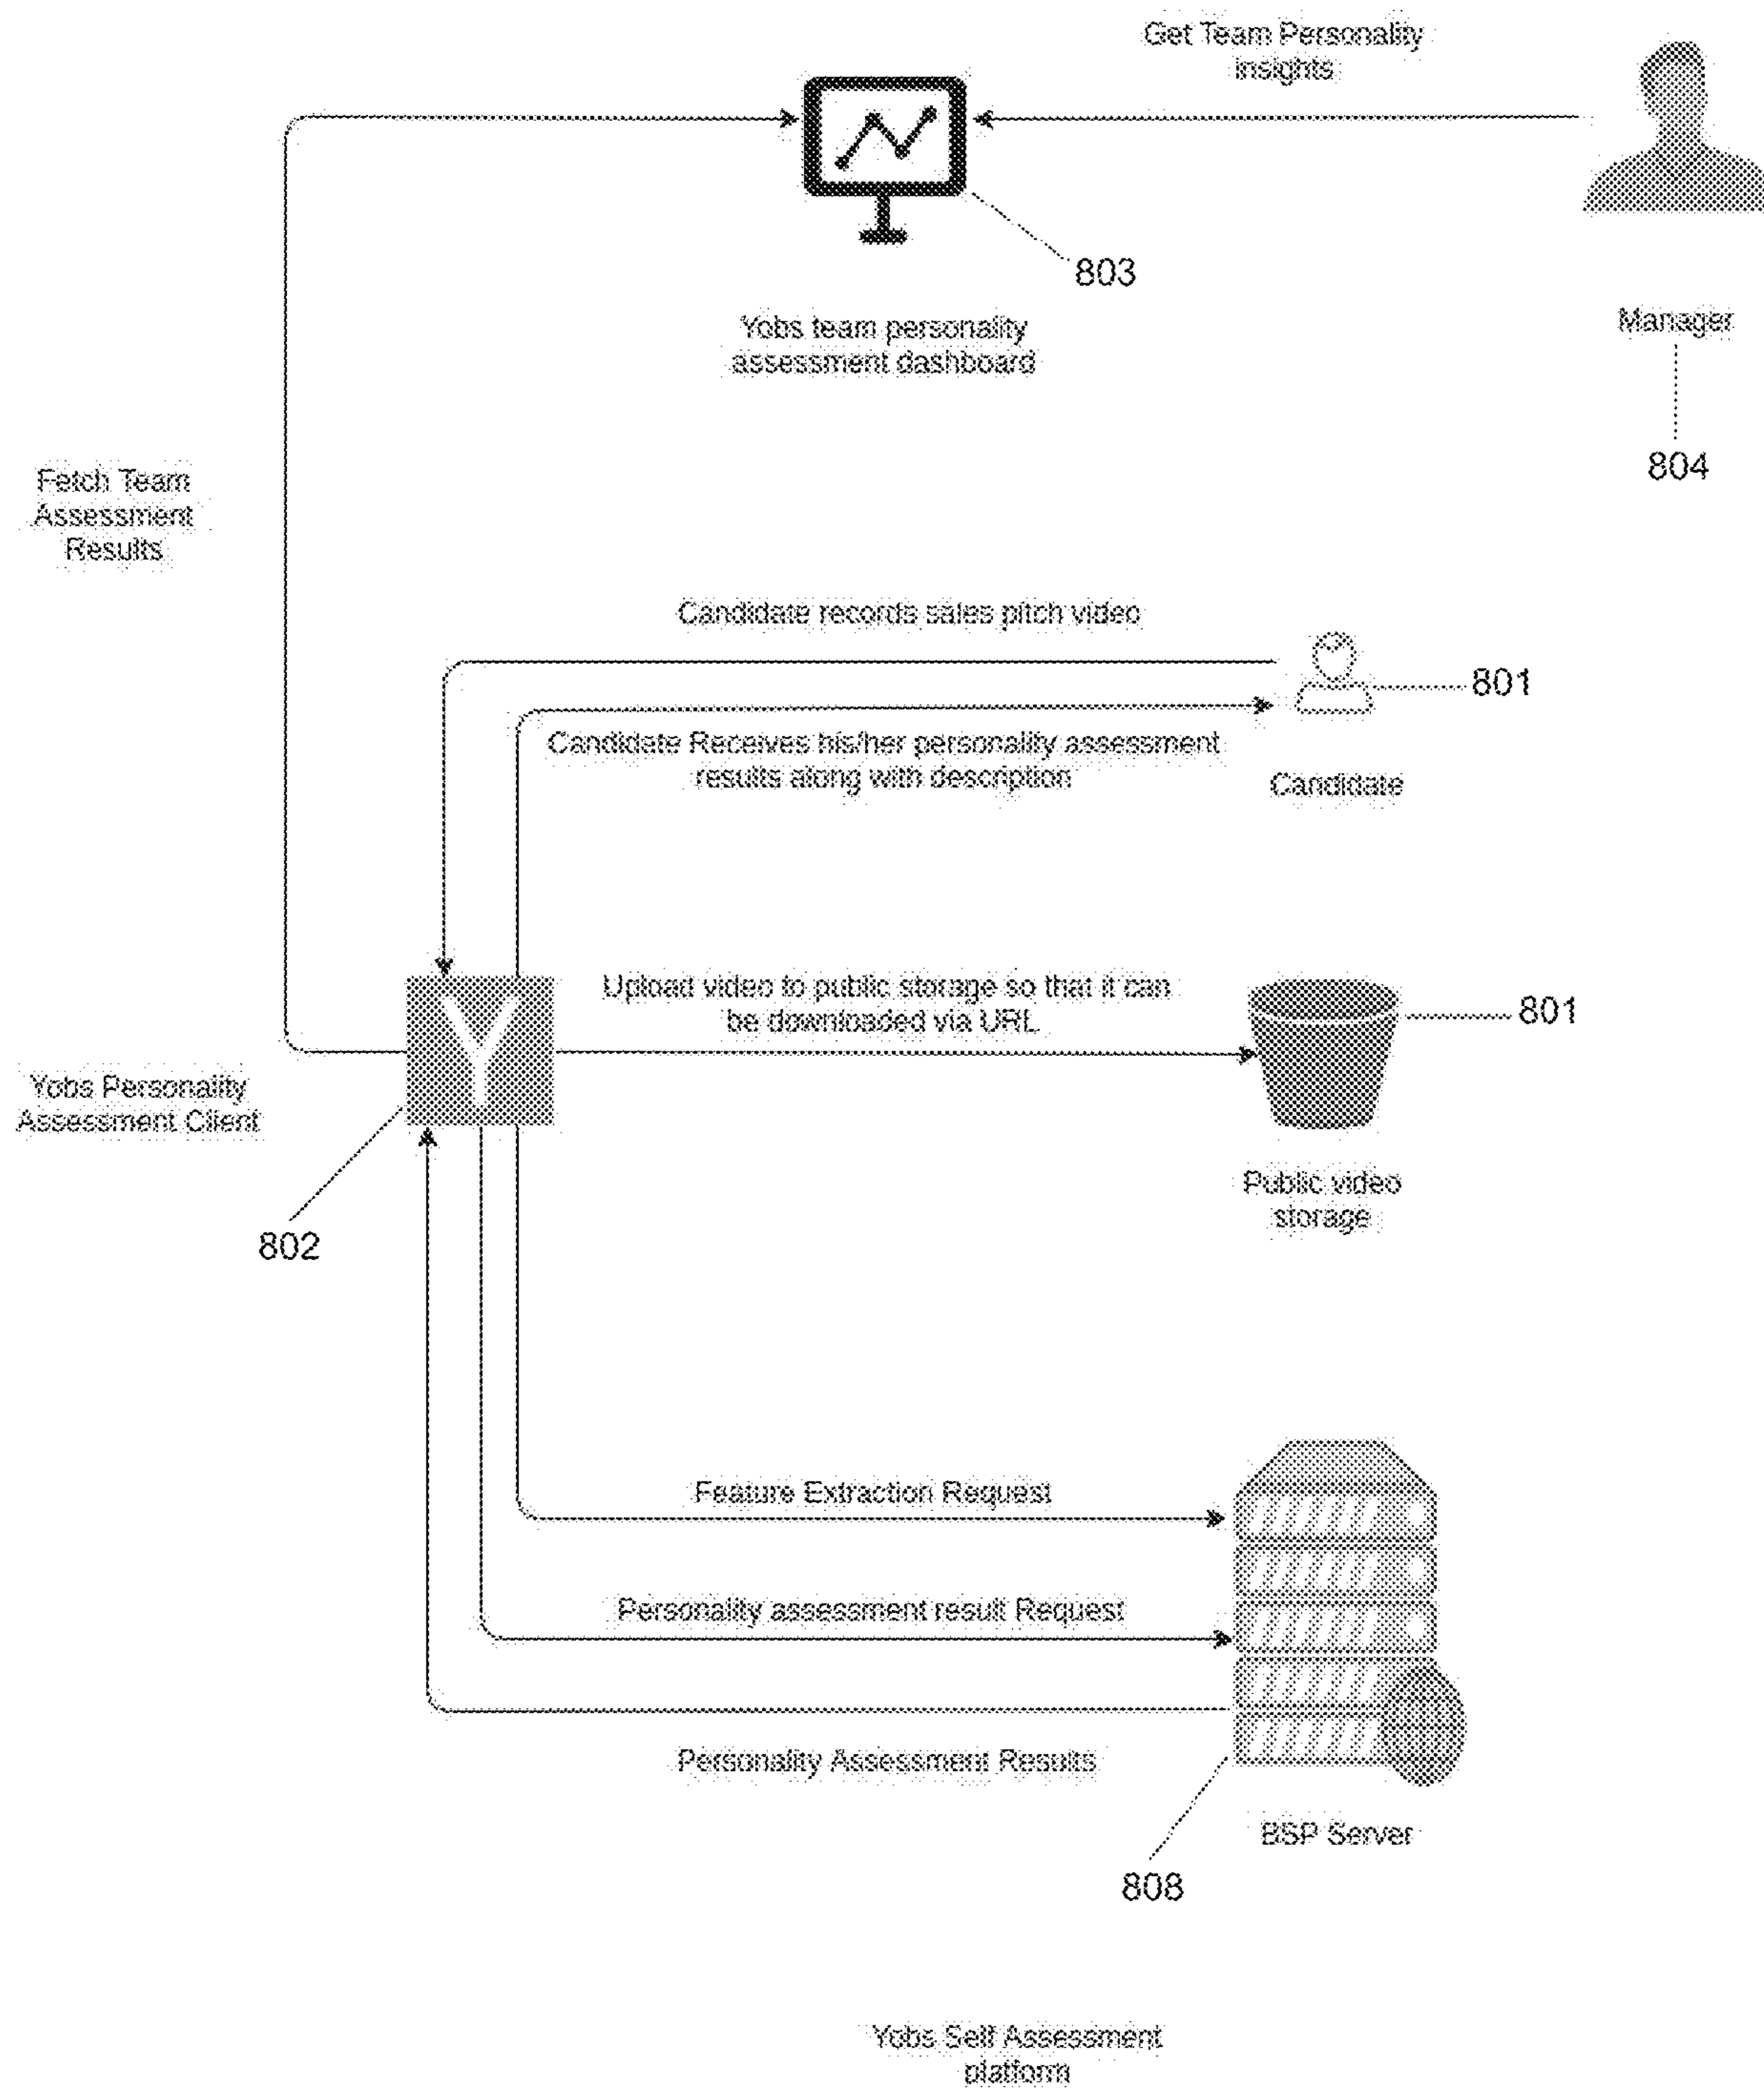 Get Team Personality
insights
803
Yobs team personality
assessment dashboard
Manager
804
Fetch Team
Assessment
Results
Candidate records sales pitch video
801
Candidate Receives his/her personality assessment
results along with description
Candidate
Upload video to public storage so that it can
be downloaded via URL
801
Y
Yobs Personality
Assessment Client
802
Public video
storage
Feature Extraction Request
Personality assessment result Request
Personality Assessment Results
BSP Server
808
Yobs Self Assessment
platform